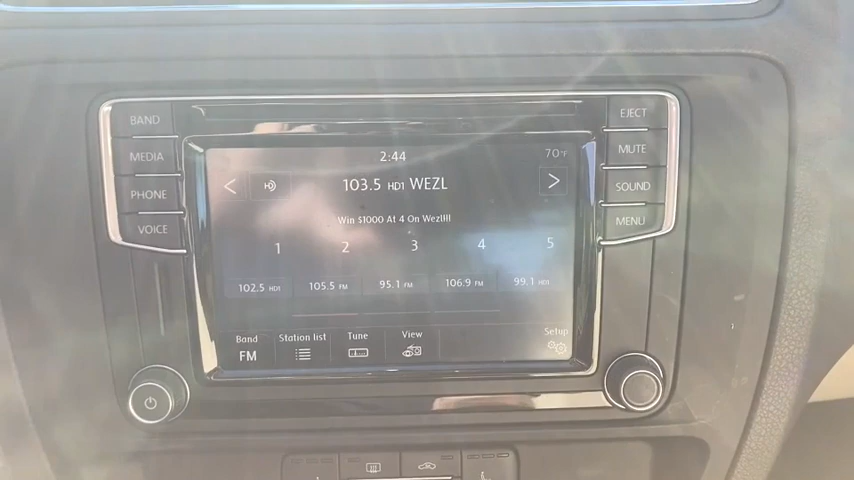 BAND
MEDIA
PHONE
VOICE
EJECT
MUTE
SOUND
MENU
2:44
70°F
< HD 103.5 HD1 WEZL >
Win $1000 At 4 On Wezl!!!
1 2 3 4 5
102.5 HD1 105.5 FM 95.1 FM 106.9 FM 99.1 HD1
Band Station list Tune View Setup
FM